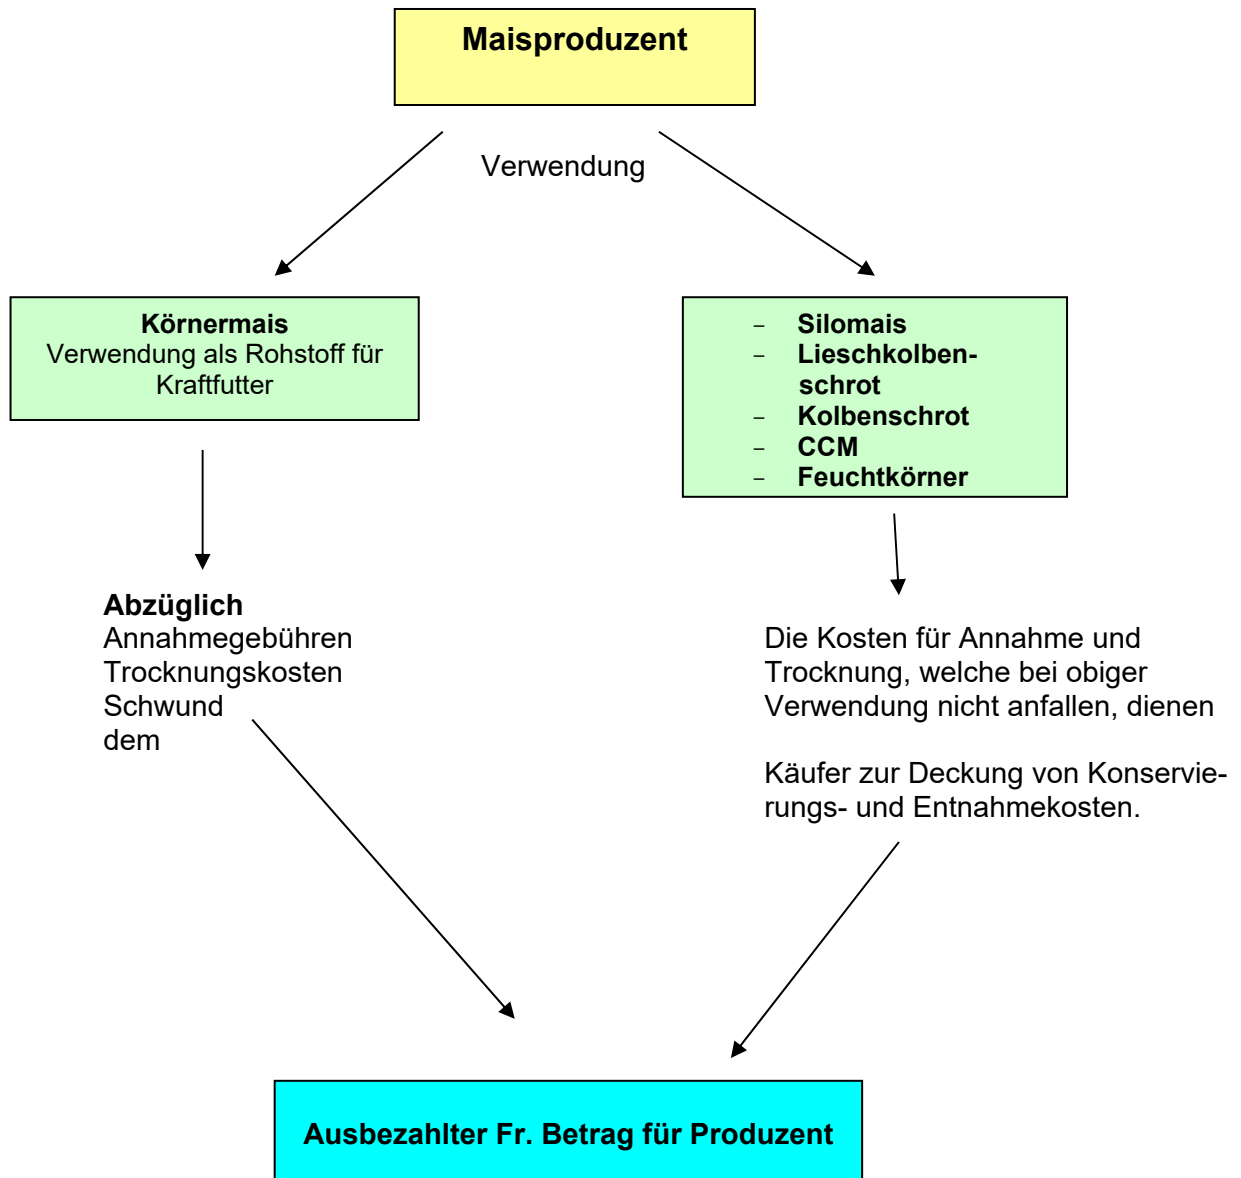 Maisproduzent
Verwendung
Körnermais
Verwendung als Rohstoff für
Kraftfutter
- Silomais
- Lieschkolben-
schrot
- Kolbenschrot
- CCM
- Feuchtkörner
Abzüglich
Annahmegebühren
Trocknungskosten
Schwund
dem
Die Kosten für Annahme und
Trocknung, welche bei obiger
Verwendung nicht anfallen, dienen
Käufer zur Deckung von Konservie-
rungs- und Entnahmekosten.
Ausbezahlter Fr. Betrag für Produzent